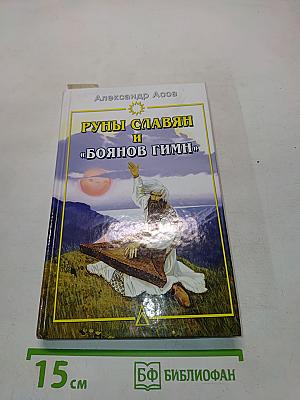 Александр Асов
РУНЫ СЛАВЯН
и
«БОЯНОВ ГИМН»
15 см
БФ БИБЛИОФАН